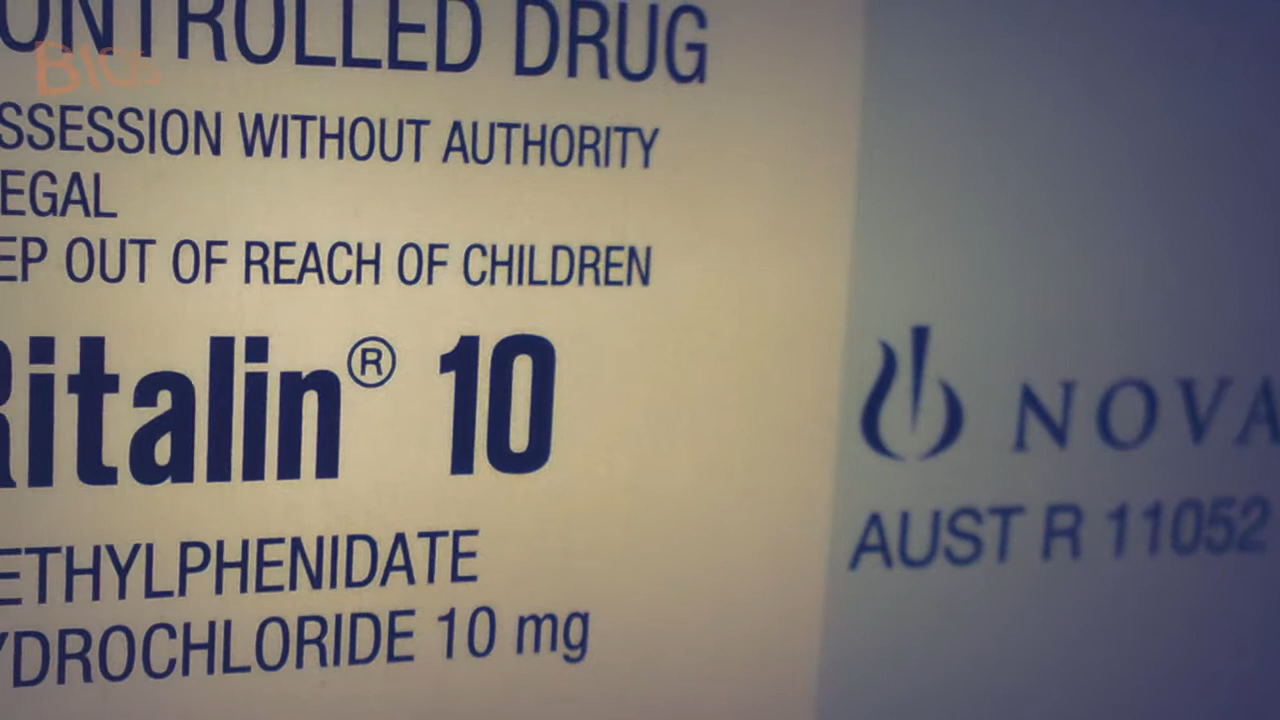 ONTROLLED DRUG
Bias
SSESSION WITHOUT AUTHORITY
EGAL
EP OUT OF REACH OF CHILDREN
Ritalin® 10
ETHYLPHENIDATE
YDROCHLORIDE 10 mg
NOVA
AUST R 11052